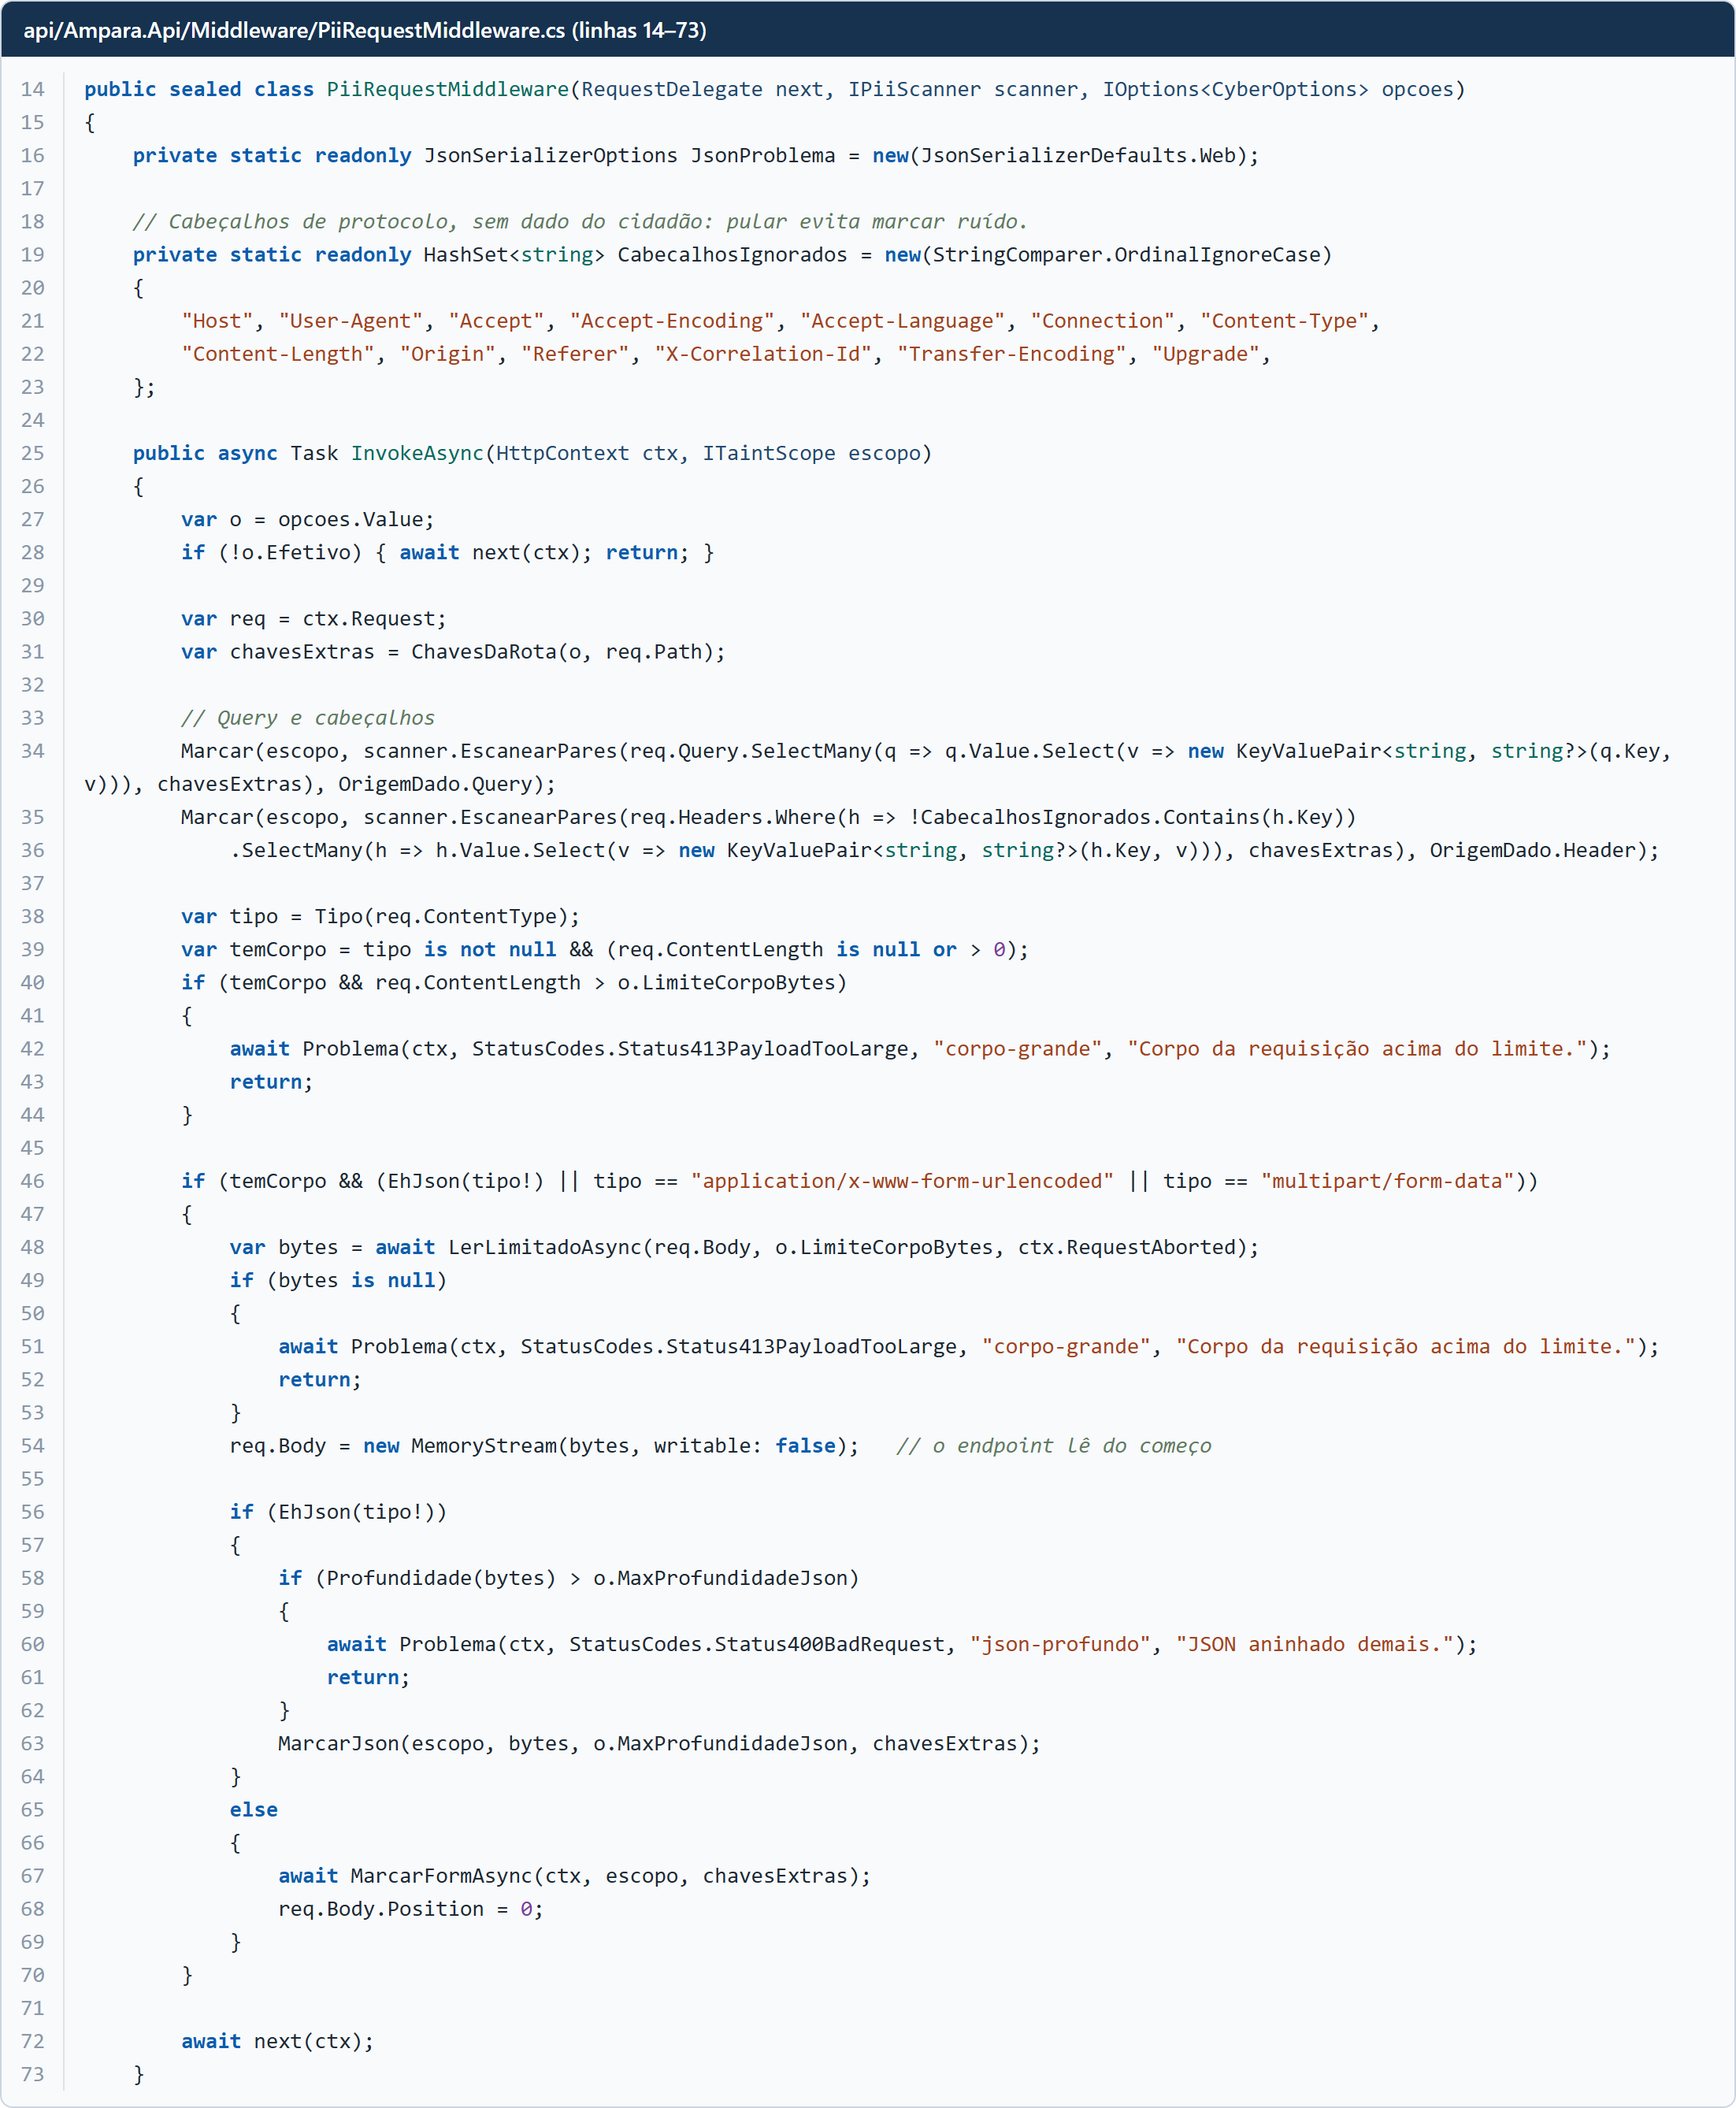 api/Ampara.Api/Middleware/PiiRequestMiddleware.cs (linhas 14–73)
14 public sealed class PiiRequestMiddleware(RequestDelegate next, IPiiScanner scanner, IOptions<CyberOptions> opcoes)
15 {
16     private static readonly JsonSerializerOptions JsonProblema = new(JsonSerializerDefaults.Web);
17
18     // Cabeçalhos de protocolo, sem dado do cidadão: pular evita marcar ruído.
19     private static readonly HashSet<string> CabecalhosIgnorados = new(StringComparer.OrdinalIgnoreCase)
20     {
21         "Host", "User-Agent", "Accept", "Accept-Encoding", "Accept-Language", "Connection", "Content-Type",
22         "Content-Length", "Origin", "Referer", "X-Correlation-Id", "Transfer-Encoding", "Upgrade",
23     };
24
25     public async Task InvokeAsync(HttpContext ctx, ITaintScope escopo)
26     {
27         var o = opcoes.Value;
28         if (!o.Efetivo) { await next(ctx); return; }
29
30         var req = ctx.Request;
31         var chavesExtras = ChavesDaRota(o, req.Path);
32
33         // Query e cabeçalhos
34         Marcar(escopo, scanner.EscanearPares(req.Query.SelectMany(q => q.Value.Select(v => new KeyValuePair<string, string?>(q.Key,
v))), chavesExtras), OrigemDado.Query);
35         Marcar(escopo, scanner.EscanearPares(req.Headers.Where(h => !CabecalhosIgnorados.Contains(h.Key))
36             .SelectMany(h => h.Value.Select(v => new KeyValuePair<string, string?>(h.Key, v))), chavesExtras), OrigemDado.Header);
37
38         var tipo = Tipo(req.ContentType);
39         var temCorpo = tipo is not null && (req.ContentLength is null or > 0);
40         if (temCorpo && req.ContentLength > o.LimiteCorpoBytes)
41         {
42             await Problema(ctx, StatusCodes.Status413PayloadTooLarge, "corpo-grande", "Corpo da requisição acima do limite.");
43             return;
44         }
45
46         if (temCorpo && (EhJson(tipo!) || tipo == "application/x-www-form-urlencoded" || tipo == "multipart/form-data"))
47         {
48             var bytes = await LerLimitadoAsync(req.Body, o.LimiteCorpoBytes, ctx.RequestAborted);
49             if (bytes is null)
50             {
51                 await Problema(ctx, StatusCodes.Status413PayloadTooLarge, "corpo-grande", "Corpo da requisição acima do limite.");
52                 return;
53             }
54             req.Body = new MemoryStream(bytes, writable: false);   // o endpoint lê do começo
55
56             if (EhJson(tipo!))
57             {
58                 if (Profundidade(bytes) > o.MaxProfundidadeJson)
59                 {
60                     await Problema(ctx, StatusCodes.Status400BadRequest, "json-profundo", "JSON aninhado demais.");
61                     return;
62                 }
63                 MarcarJson(escopo, bytes, o.MaxProfundidadeJson, chavesExtras);
64             }
65             else
66             {
67                 await MarcarFormAsync(ctx, escopo, chavesExtras);
68                 req.Body.Position = 0;
69             }
70         }
71
72         await next(ctx);
73     }